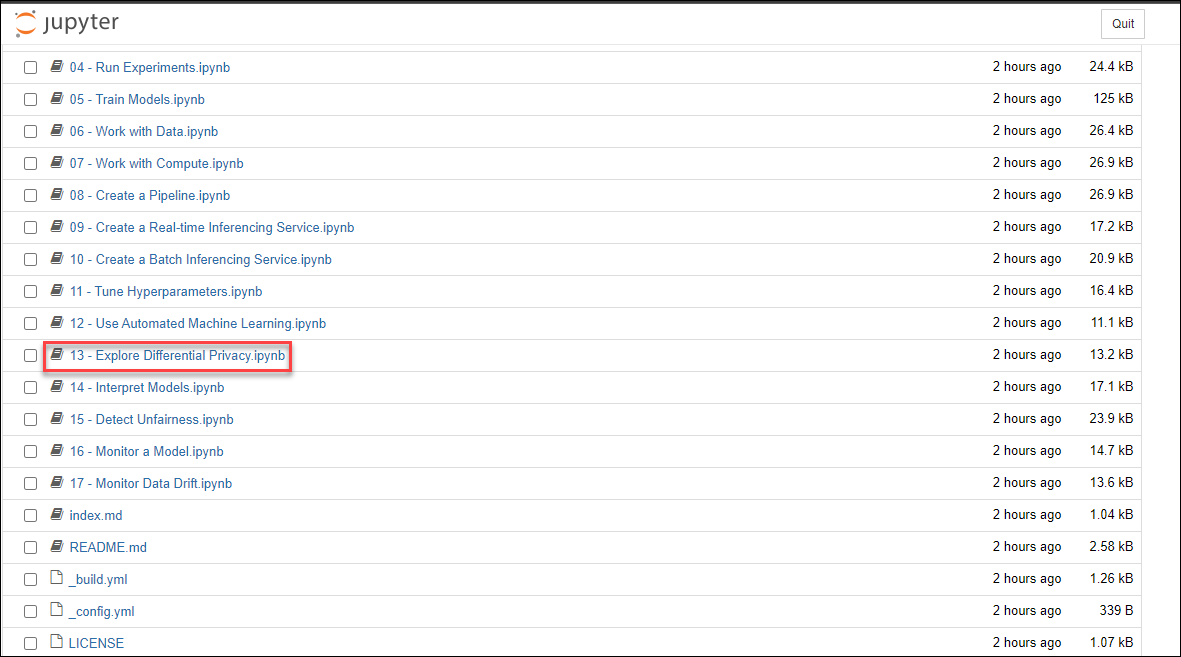 jupyter Quit
04 - Run Experiments.ipynb 2 hours ago 24.4 kB
05 - Train Models.ipynb 2 hours ago 125 kB
06 - Work with Data.ipynb 2 hours ago 26.4 kB
07 - Work with Compute.ipynb 2 hours ago 26.9 kB
08 - Create a Pipeline.ipynb 2 hours ago 26.9 kB
09 - Create a Real-time Inferencing Service.ipynb 2 hours ago 17.2 kB
10 - Create a Batch Inferencing Service.ipynb 2 hours ago 20.9 kB
11 - Tune Hyperparameters.ipynb 2 hours ago 16.4 kB
12 - Use Automated Machine Learning.ipynb 2 hours ago 11.1 kB
13 - Explore Differential Privacy.ipynb 2 hours ago 13.2 kB
14 - Interpret Models.ipynb 2 hours ago 17.1 kB
15 - Detect Unfairness.ipynb 2 hours ago 23.9 kB
16 - Monitor a Model.ipynb 2 hours ago 14.7 kB
17 - Monitor Data Drift.ipynb 2 hours ago 13.6 kB
index.md 2 hours ago 1.04 kB
README.md 2 hours ago 2.58 kB
_build.yml 2 hours ago 1.26 kB
_config.yml 2 hours ago 339 B
LICENSE 2 hours ago 1.07 kB